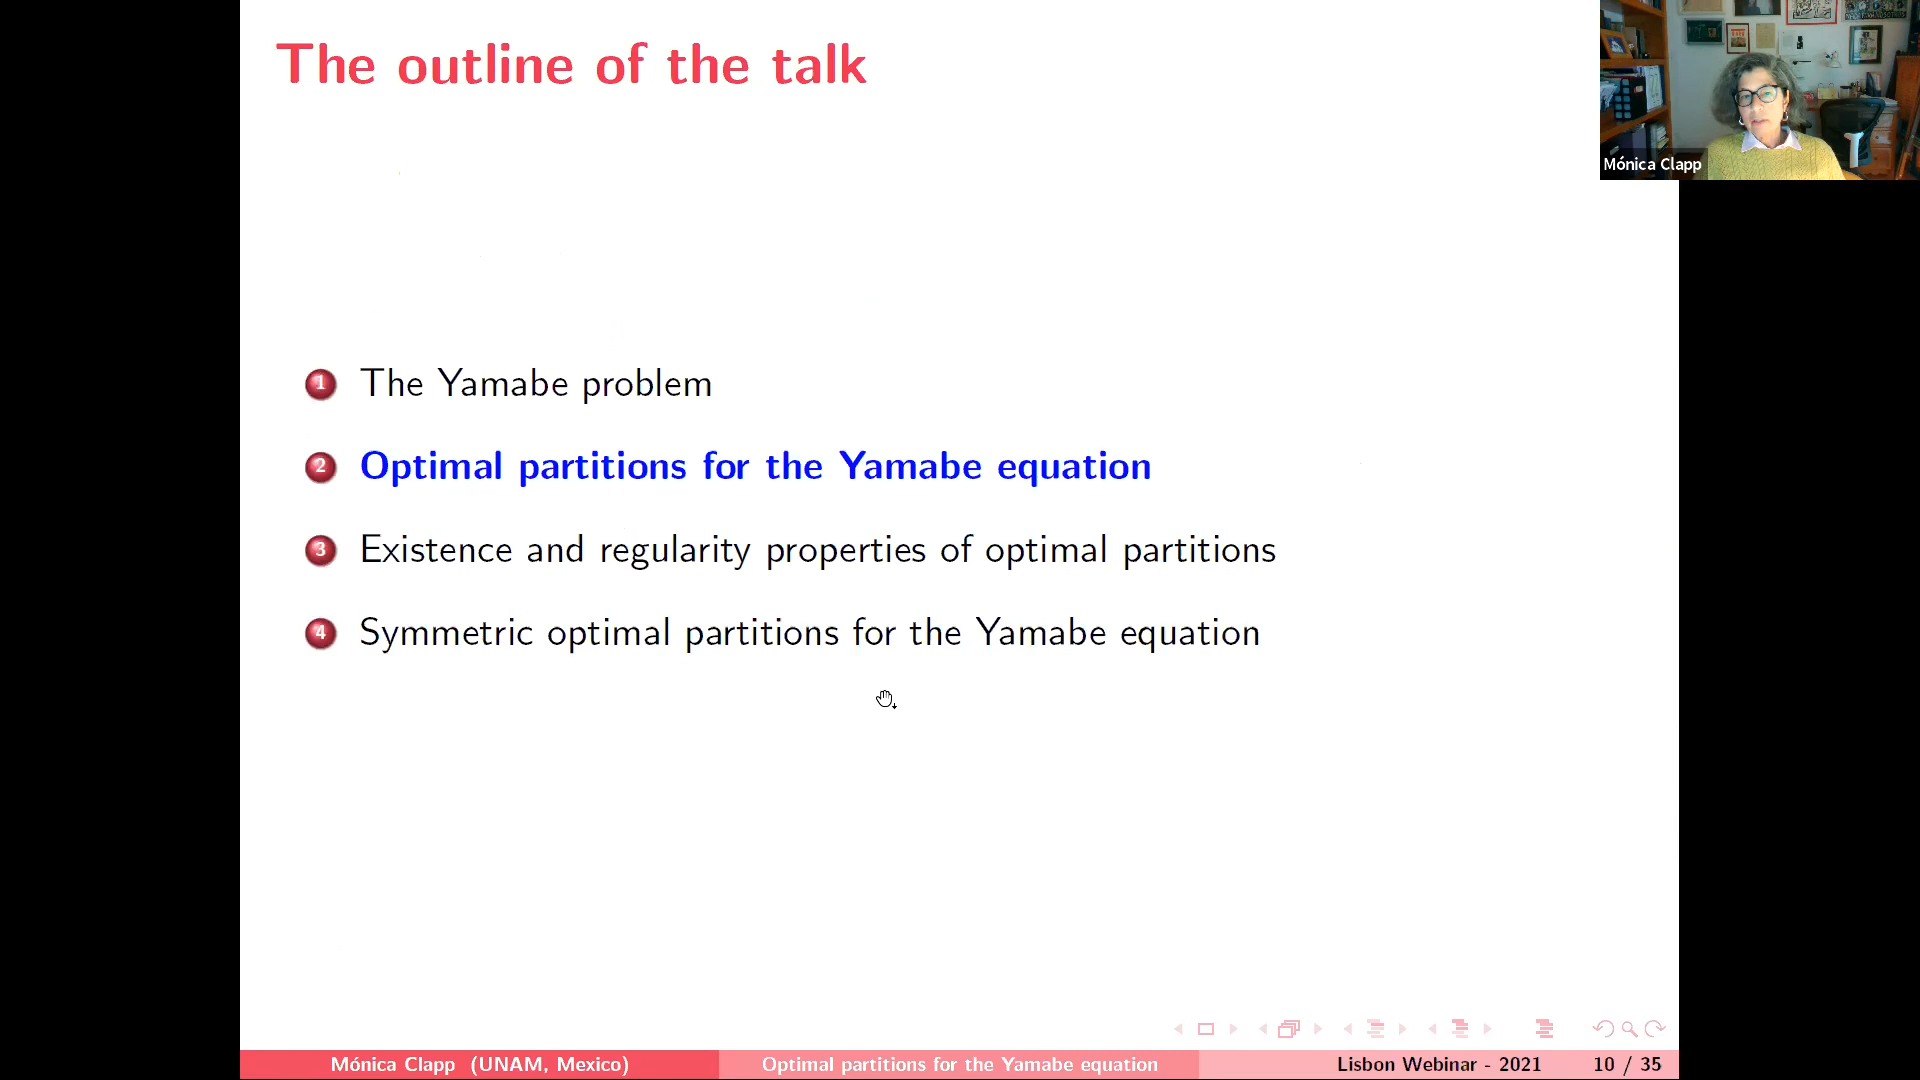 The outline of the talk
Mónica Clapp
1 The Yamabe problem
2 Optimal partitions for the Yamabe equation
3 Existence and regularity properties of optimal partitions
4 Symmetric optimal partitions for the Yamabe equation
Mónica Clapp (UNAM, Mexico) Optimal partitions for the Yamabe equation Lisbon Webinar - 2021 10 / 35